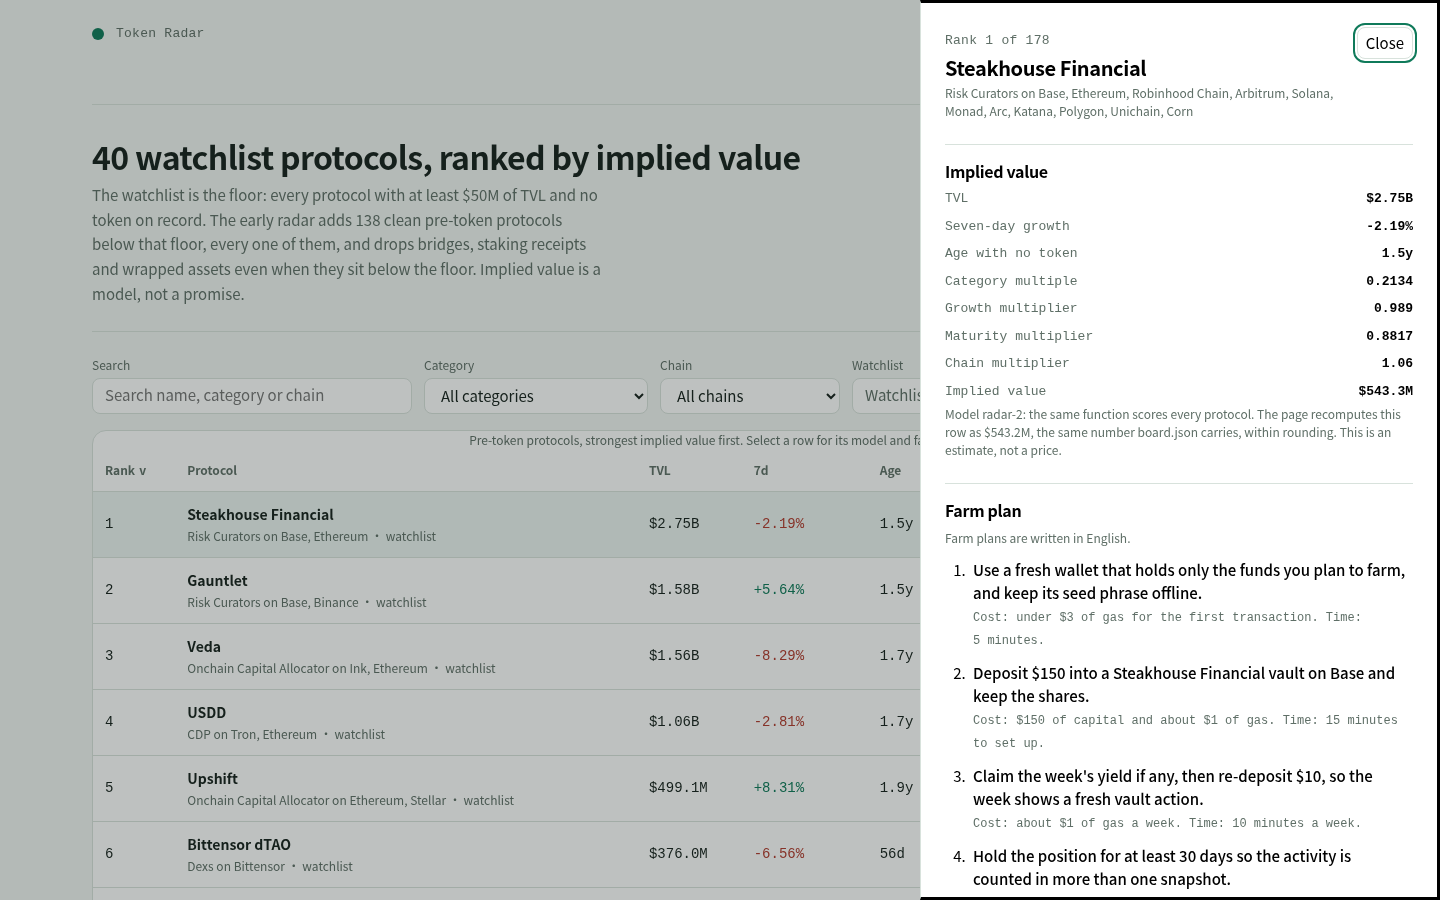 Token Radar
40 watchlist protocols, ranked by implied value
The watchlist is the floor: every protocol with at least $50M of TVL and no
token on record. The early radar adds 138 clean pre-token protocols
below that floor, every one of them, and drops bridges, staking receipts
and wrapped assets even when they sit below the floor. Implied value is a
model, not a promise.
Search
Category
Chain
Watchlist
Search name, category or chain
All categories
All chains
Pre-token protocols, strongest implied value first. Select a row for its model and
Rank v
Protocol
TVL
7d
Age
1
Steakhouse Financial
Risk Curators on Base, Ethereum • watchlist
$2.75B
-2.19%
1.5y
2
Gauntlet
Risk Curators on Base, Binance • watchlist
$1.58B
+5.64%
1.5y
3
Veda
Onchain Capital Allocator on Ink, Ethereum • watchlist
$1.56B
-8.29%
1.7y
4
USDD
CDP on Tron, Ethereum • watchlist
$1.06B
-2.81%
1.7y
5
Upshift
Onchain Capital Allocator on Ethereum, Stellar • watchlist
$499.1M
+8.31%
1.9y
6
Bittensor dTAO
Dexs on Bittensor • watchlist
$376.0M
-6.56%
56d
Rank 1 of 178
Close
Steakhouse Financial
Risk Curators on Base, Ethereum, Robinhood Chain, Arbitrum, Solana,
Monad, Arc, Katana, Polygon, Unichain, Corn
Implied value
TVL $2.75B
Seven-day growth -2.19%
Age with no token 1.5y
Category multiple 0.2134
Growth multiplier 0.989
Maturity multiplier 0.8817
Chain multiplier 1.06
Implied value $543.3M
Model radar-2: the same function scores every protocol. The page recomputes this
row as $543.2M, the same number board.json carries, within rounding. This is an
estimate, not a price.
Farm plan
Farm plans are written in English.
1. Use a fresh wallet that holds only the funds you plan to farm,
and keep its seed phrase offline.
Cost: under $3 of gas for the first transaction. Time:
5 minutes.
2. Deposit $150 into a Steakhouse Financial vault on Base and
keep the shares.
Cost: $150 of capital and about $1 of gas. Time: 15 minutes
to set up.
3. Claim the week's yield if any, then re-deposit $10, so the
week shows a fresh vault action.
Cost: about $1 of gas a week. Time: 10 minutes a week.
4. Hold the position for at least 30 days so the activity is
counted in more than one snapshot.